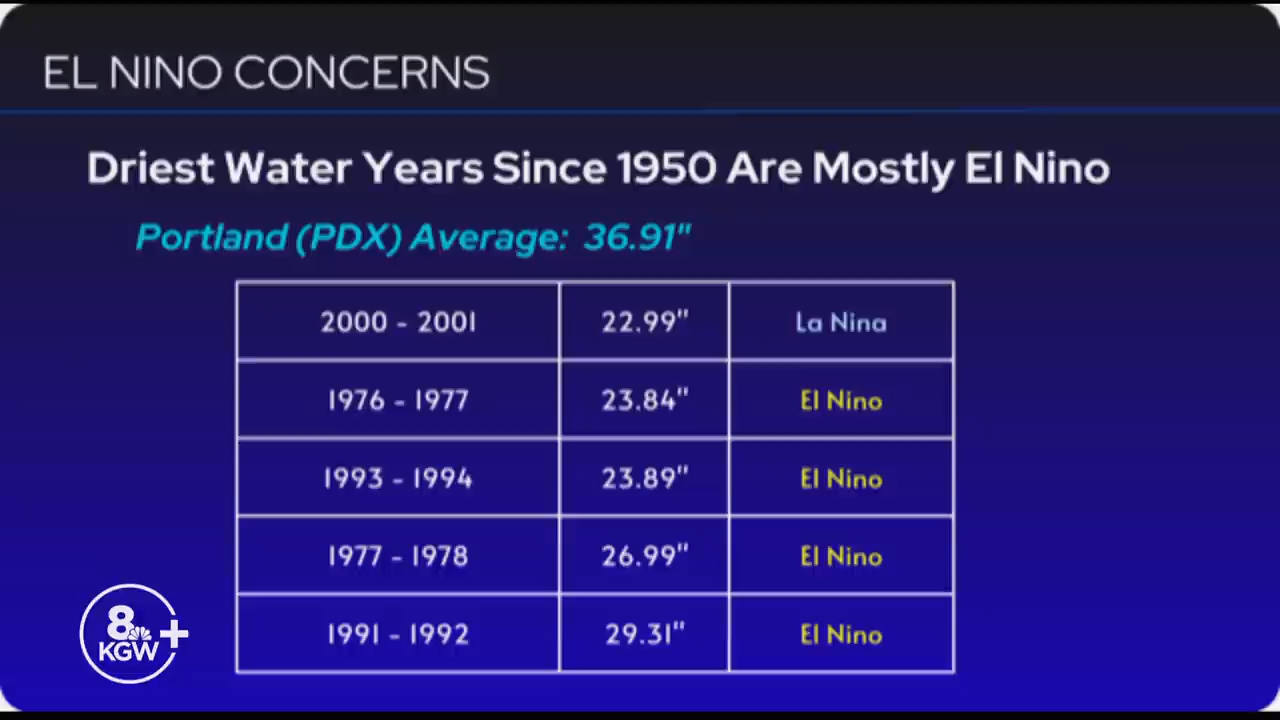 EL NINO CONCERNS
Driest Water Years Since 1950 Are Mostly El Nino
Portland (PDX) Average: 36.91"
2000 - 2001 22.99" La Nina
1976 - 1977 23.84" El Nino
1993 - 1994 23.89" El Nino
1977 - 1978 26.99" El Nino
1991 - 1992 29.31" El Nino
8+
KGW